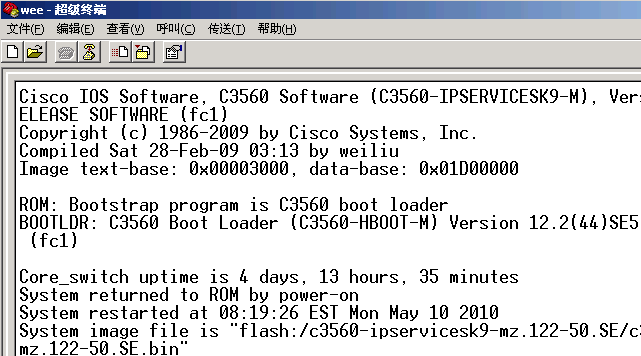 wee - 超级终端
文件(F) 编辑(E) 查看(V) 呼叫(C) 传送(T) 帮助(H)
Cisco IOS Software, C3560 Software (C3560-IPSERVICESK9-M), Vers
ELEASE SOFTWARE (fc1)
Copyright (c) 1986-2009 by Cisco Systems, Inc.
Compiled Sat 28-Feb-09 03:13 by weiliu
Image text-base: 0x00003000, data-base: 0x01D00000
ROM: Bootstrap program is C3560 boot loader
BOOTLDR: C3560 Boot Loader (C3560-HBOOT-M) Version 12.2(44)SE5
(fc1)
Core_switch uptime is 4 days, 13 hours, 35 minutes
System returned to ROM by power-on
System restarted at 08:19:26 EST Mon May 10 2010
System image file is "flash:/c3560-ipservicesk9-mz.122-50.SE/c3
mz.122-50.SE.bin"